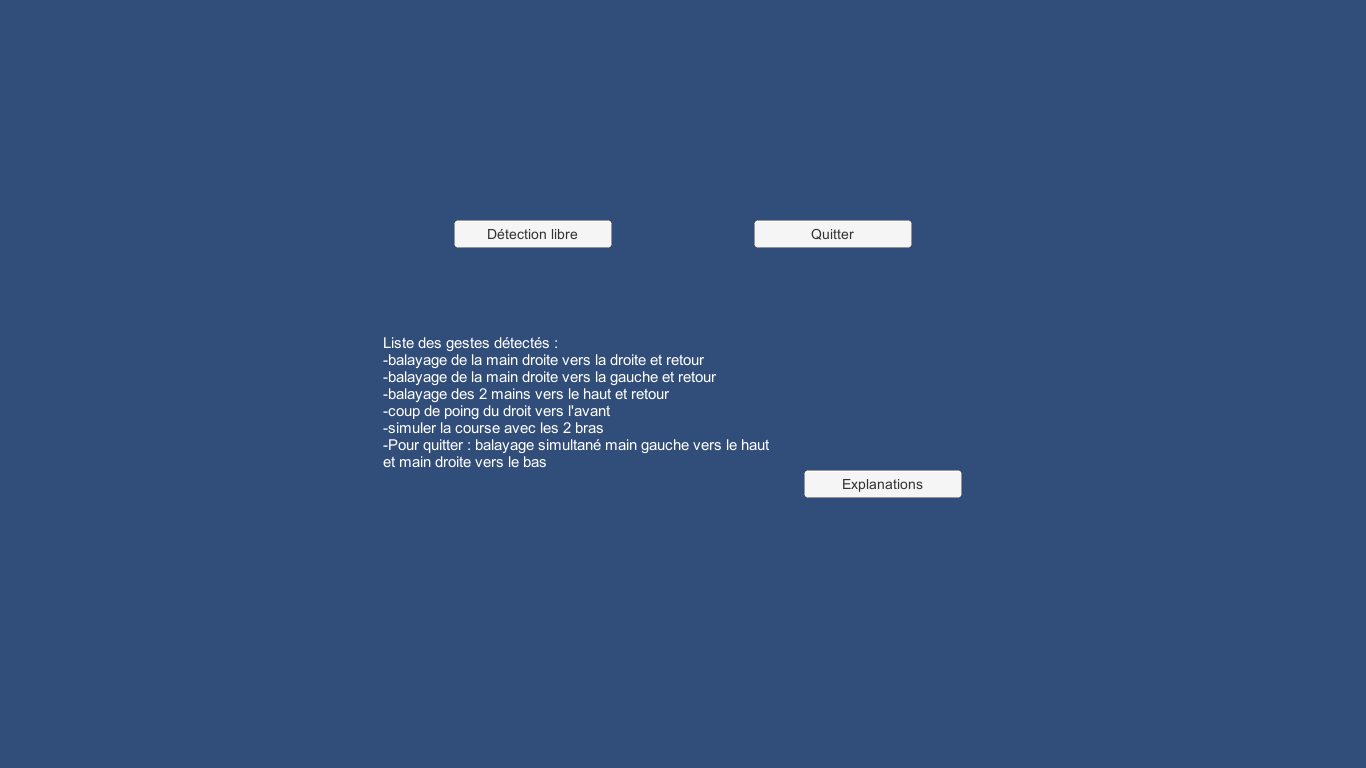 Détection libre
Quitter
Liste des gestes détectés :
-balayage de la main droite vers la droite et retour
-balayage de la main droite vers la gauche et retour
-balayage des 2 mains vers le haut et retour
-coup de poing du droit vers l'avant
-simuler la course avec les 2 bras
-Pour quitter : balayage simultané main gauche vers le haut
et main droite vers le bas
Explanations